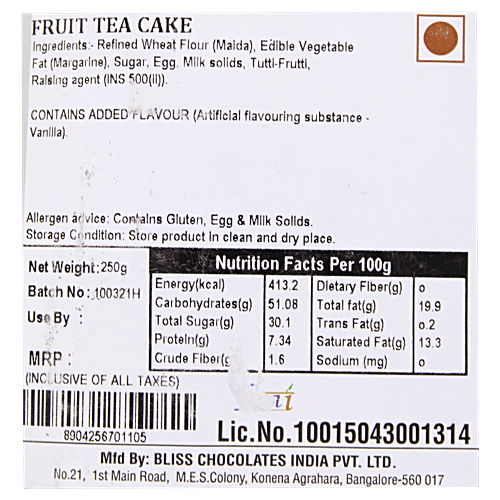 FRUIT TEA CAKE
Ingredients:- Refined Wheat Flour (Maida), Edible Vegetable
Fat (Margarine), Sugar, Egg, Milk solids, Tutti-Frutti,
Raising agent (INS 500(ii)).
CONTAINS ADDED FLAVOUR (Artificial flavouring substance -
Vanilla).
Allergen advice: Contains Gluten, Egg & Milk Solids.
Storage Condition: Store product in clean and dry place.
Net Weight:250g
Batch No: 100321H
Use By :
MRP :
(INCLUSIVE OF ALL TAXES)
Nutrition Facts Per 100g
Energy(kcal) 413.2 Dietary Fiber(g) o
Carbohydrates(g) 51.08 Total fat(g) 19.9
Total Sugar(g) 30.1 Trans Fat(g) o.2
Protein(g) 7.34 Saturated Fat(g) 13.3
Crude Fiber(g 1.6 Sodium (mg) o
8904256701105
Lic.No.10015043001314
Mfd By: BLISS CHOCOLATES INDIA PVT. LTD.
No.21, 1st Main Road, M.E.S.Colony, Konena Agrahara, Bangalore-560 017